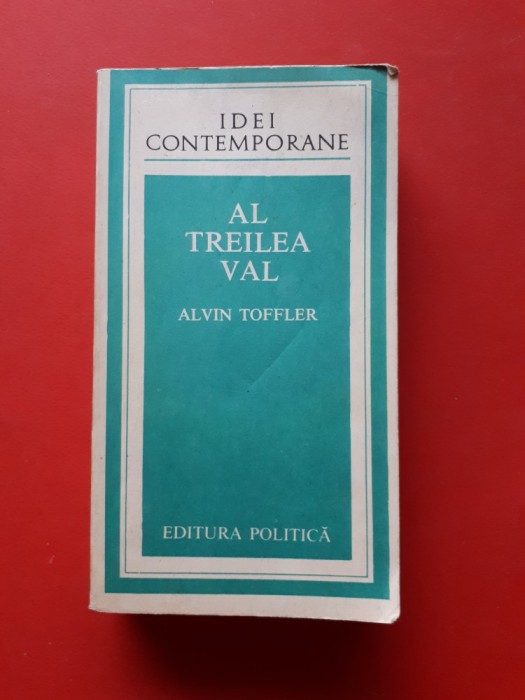 IDEI
CONTEMPORANE
AL
TREILEA
VAL
ALVIN TOFFLER
EDITURA POLITICĂ